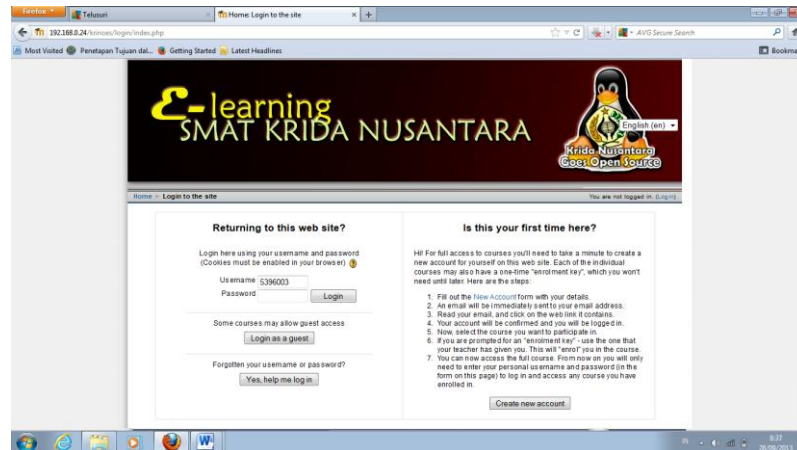 Firefox
Telusuri
Home: Login to the site
192.168.0.24/krinoes/login/index.php
AVG Secure Search
Most Visited
Penetapan Tujuan dal...
Getting Started
Latest Headlines
Bookma
E-learning
SMAT KRIDA NUSANTARA
English (en)
Krida Nusantara
Goes Open Source
Home
Login to the site
You are not logged in. (Login)
Returning to this web site?
Login here using your username and password
(Cookies must be enabled in your browser)
Username 5396003
Password
Login
Some courses may allow guest access
Login as a guest
Forgotten your username or password?
Yes, help me log in
Is this your first time here?
Hi! For full access to courses you'll need to take a minute to create a
new account for yourself on this web site. Each of the individual
courses may also have a one-time "enrolment key", which you won't
need until later. Here are the steps:
1. Fill out the New Account form with your details.
2. An email will be immediately sent to your email address.
3. Read your email, and click on the web link it contains.
4. Your account will be confirmed and you will be logged in.
5. Now, select the course you want to participate in.
6. If you are prompted for an "enrolment key" - use the one that
your teacher has given you. This will "enrol" you in the course.
7. You can now access the full course. From now on you will only
need to enter your personal username and password (in the
form on this page) to log in and access any course you have
enrolled in.
Create new account
IN
8:37